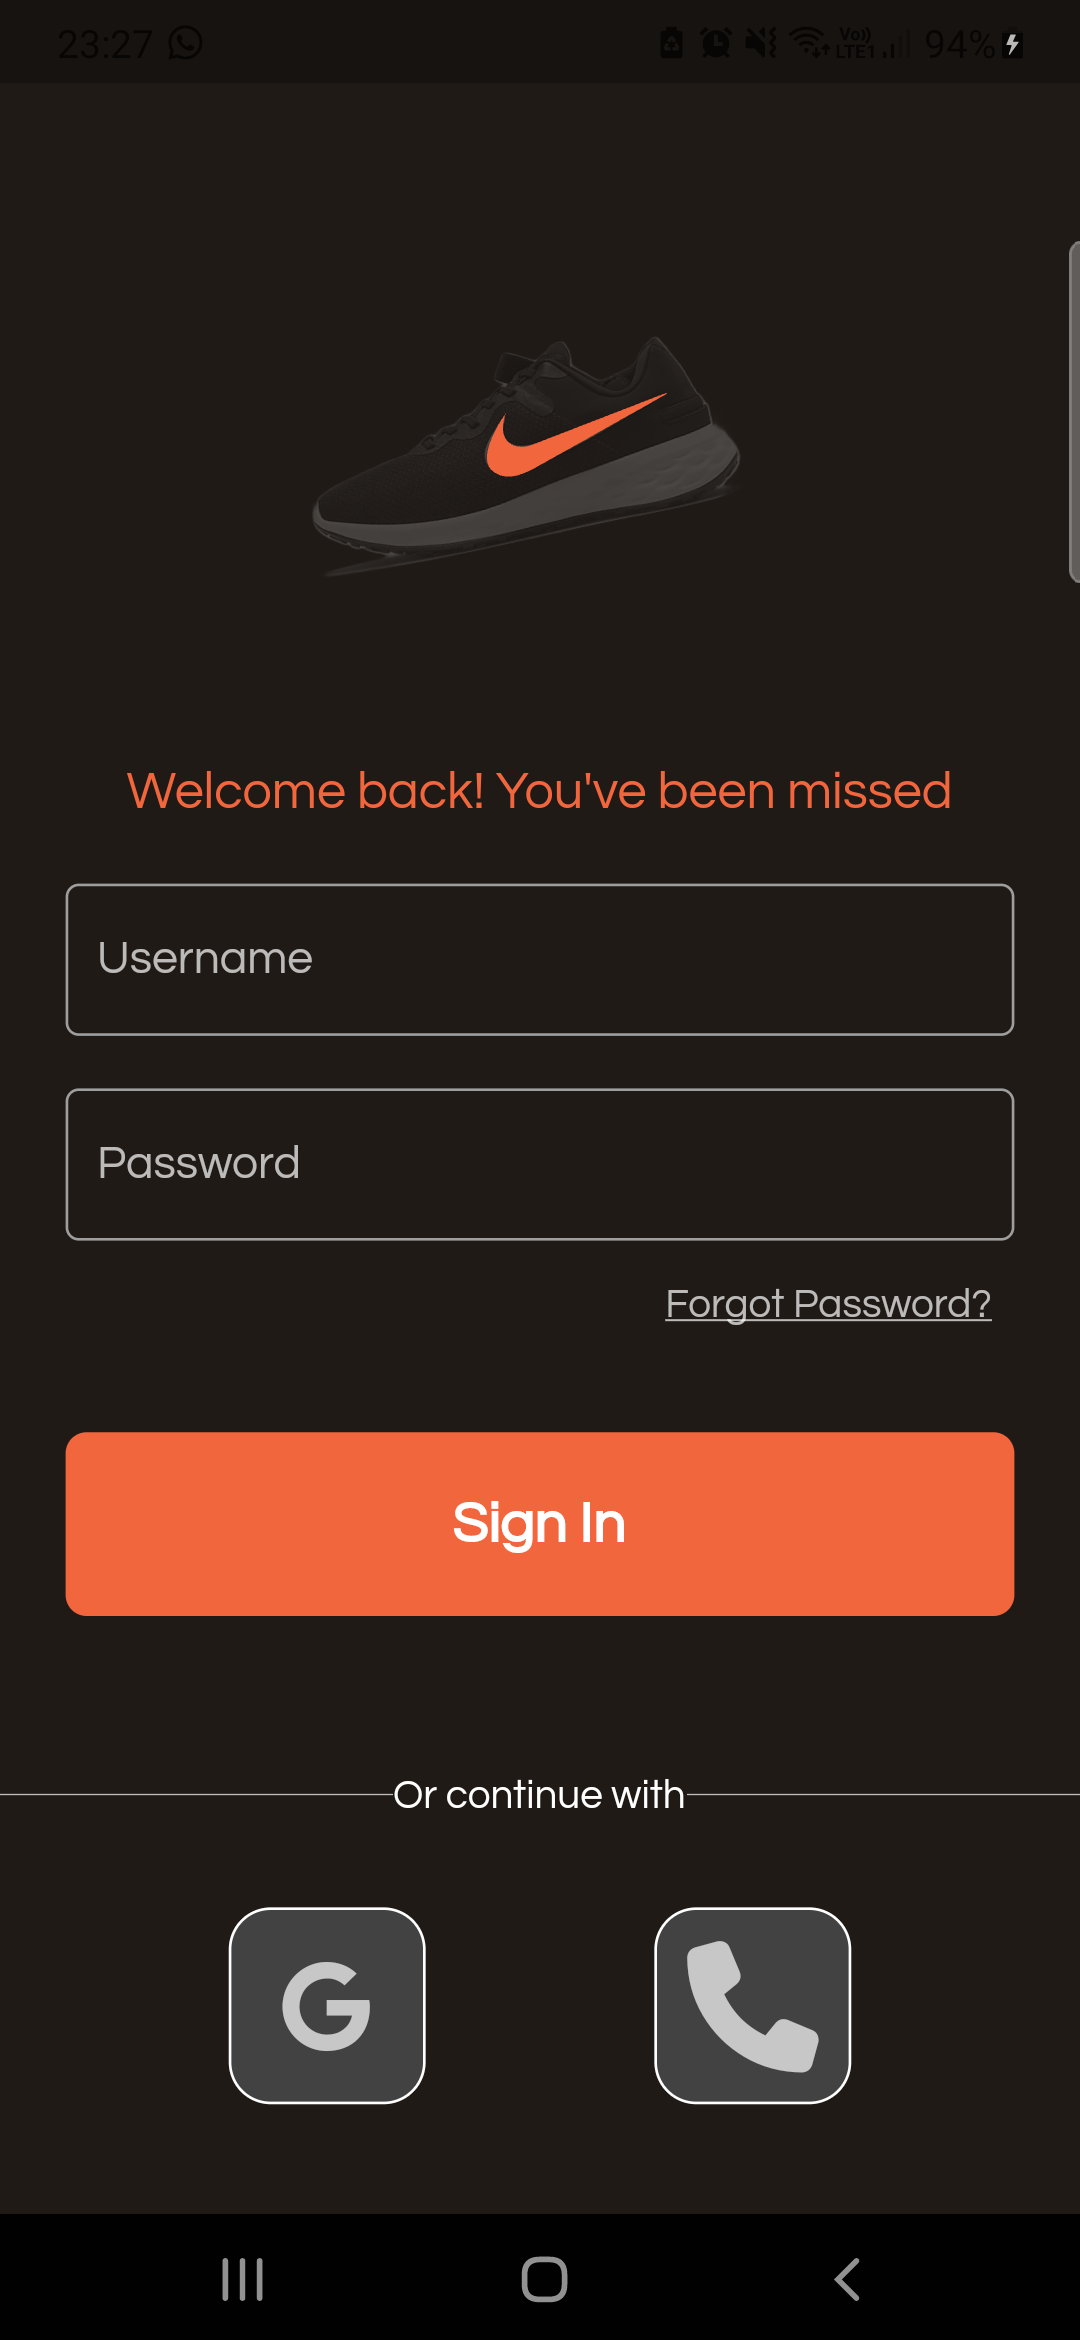 23:27 94%
Vo))
LTE1
Welcome back! You've been missed
Username
Password
Forgot Password?
Sign In
Or continue with
G